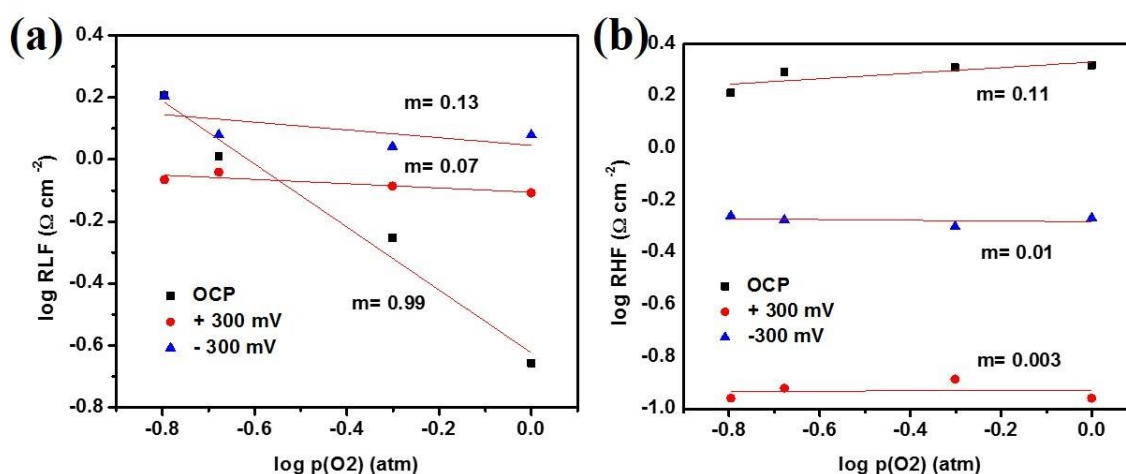 (a)
0.4
0.2
0.0
-0.2
-0.4
-0.6
-0.8
log RLF (Ω cm -2)
m= 0.13
m= 0.07
m= 0.99
OCP
+ 300 mV
- 300 mV
-0.8 -0.6 -0.4 -0.2 0.0
log p(O2) (atm)
(b)
0.4
0.2
0.0
-0.2
-0.4
-0.6
-0.8
-1.0
log RHF (Ω cm -2)
m= 0.11
m= 0.01
m= 0.003
OCP
+ 300 mV
-300 mV
-0.8 -0.6 -0.4 -0.2 0.0
log p(O2) (atm)